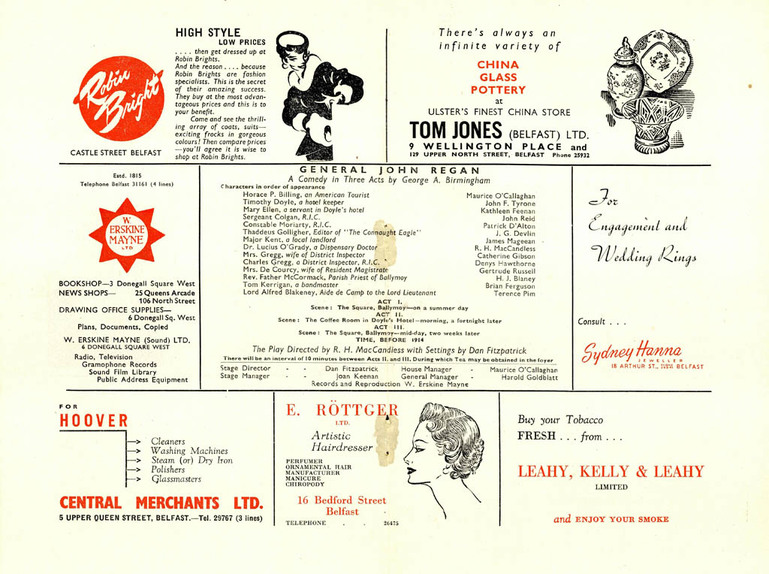 HIGH STYLE
LOW PRICES
. . . . then get dressed up at
Robin Brights.
And the reason . . . . because
Robin Brights are fashion
specialists. This is the secret
of their amazing success.
They buy at the most advan-
tageous prices and this is to
your benefit.
Come and see the thrill-
ing array of coats, suits—
exciting frocks in gorgeous
colours! Then compare prices
—you'll agree it is wise to
shop at Robin Brights.
Robin
Bright
CASTLE STREET BELFAST
There's always an
infinite variety of
CHINA
GLASS
POTTERY
at
ULSTER'S FINEST CHINA STORE
TOM JONES (BELFAST) LTD.
9 WELLINGTON PLACE and
129 UPPER NORTH STREET, BELFAST Phone 25932
Estd. 1815
Telephone Belfast 31161 (4 lines)
W.
ERSKINE
MAYNE
LTD
BOOKSHOP—3 Donegall Square West
NEWS SHOPS— 25 Queens Arcade
106 North Street
DRAWING OFFICE SUPPLIES—
6 Donegall Sq. West
Plans, Documents, Copied
W. ERSKINE MAYNE (Sound) LTD.
6 DONEGALL SQUARE WEST
Radio, Television
Gramophone Records
Sound Film Library
Public Address Equipment
GENERAL JOHN REGAN
A Comedy in Three Acts by George A. Birmingham
Characters in order of appearance
Horace P. Billing, an American Tourist Maurice O'Callaghan
Timothy Doyle, a hotel keeper John F. Tyrone
Mary Ellen, a servant in Doyle's hotel Kathleen Feenan
Sergeant Colgan, R.I.C. John Reid
Constable Moriarty, R.I.C. Patrick D'Alton
Thaddeus Golligher, Editor of "The Connaught Eagle" J. G. Devlin
Major Kent, a local landlord James Mageean
Dr. Lucius O'Grady, a Dispensary Doctor R. H. MacCandless
Mrs. Gregg, wife of District Inspector Catherine Gibson
Charles Gregg, a District Inspector, R.I.C. Denys Hawthorne
Mrs. De Courcy, wife of Resident Magistrate Gertrude Russell
Rev. Father McCormack, Parish Priest of Ballymoy H. J. Blaney
Tom Kerrigan, a bandmaster Brian Ferguson
Lord Alfred Blakeney, Aide de Camp to the Lord Lieutenant Terence Pim
ACT I.
Scene: The Square, Ballymoy—on a summer day
ACT II.
Scene: The Coffee Room in Doyle's Hotel—morning, a fortnight later
ACT III.
Scene: The Square, Ballymoy—mid-day, two weeks later
TIME, BEFORE 1914
The Play Directed by R. H. MacCandless with Settings by Dan Fitzpatrick
There will be an interval of 10 minutes between Acts II. and III. During which Tea may be obtained in the foyer
Stage Director - - Dan Fitzpatrick House Manager - Maurice O'Callaghan
Stage Manager - - Joan Keenan General Manager - Harold Goldblatt
Records and Reproduction W. Erskine Mayne
For
Engagement and
Wedding Rings
Consult . . .
Sydney Hanna
JEWELLER
18 ARTHUR ST., BELFAST
FOR
HOOVER
Cleaners
Washing Machines
Steam (or) Dry Iron
Polishers
Glassmasters
CENTRAL MERCHANTS LTD.
5 UPPER QUEEN STREET, BELFAST.—Tel. 29767 (3 lines)
E. RÖTTGER
LTD.
Artistic
Hairdresser
PERFUMER
ORNAMENTAL HAIR
MANUFACTURER
MANICURE
CHIROPODY
16 Bedford Street
Belfast
TELEPHONE - - 26475
Buy your Tobacco
FRESH . . . from . . .
LEAHY, KELLY & LEAHY
LIMITED
and ENJOY YOUR SMOKE